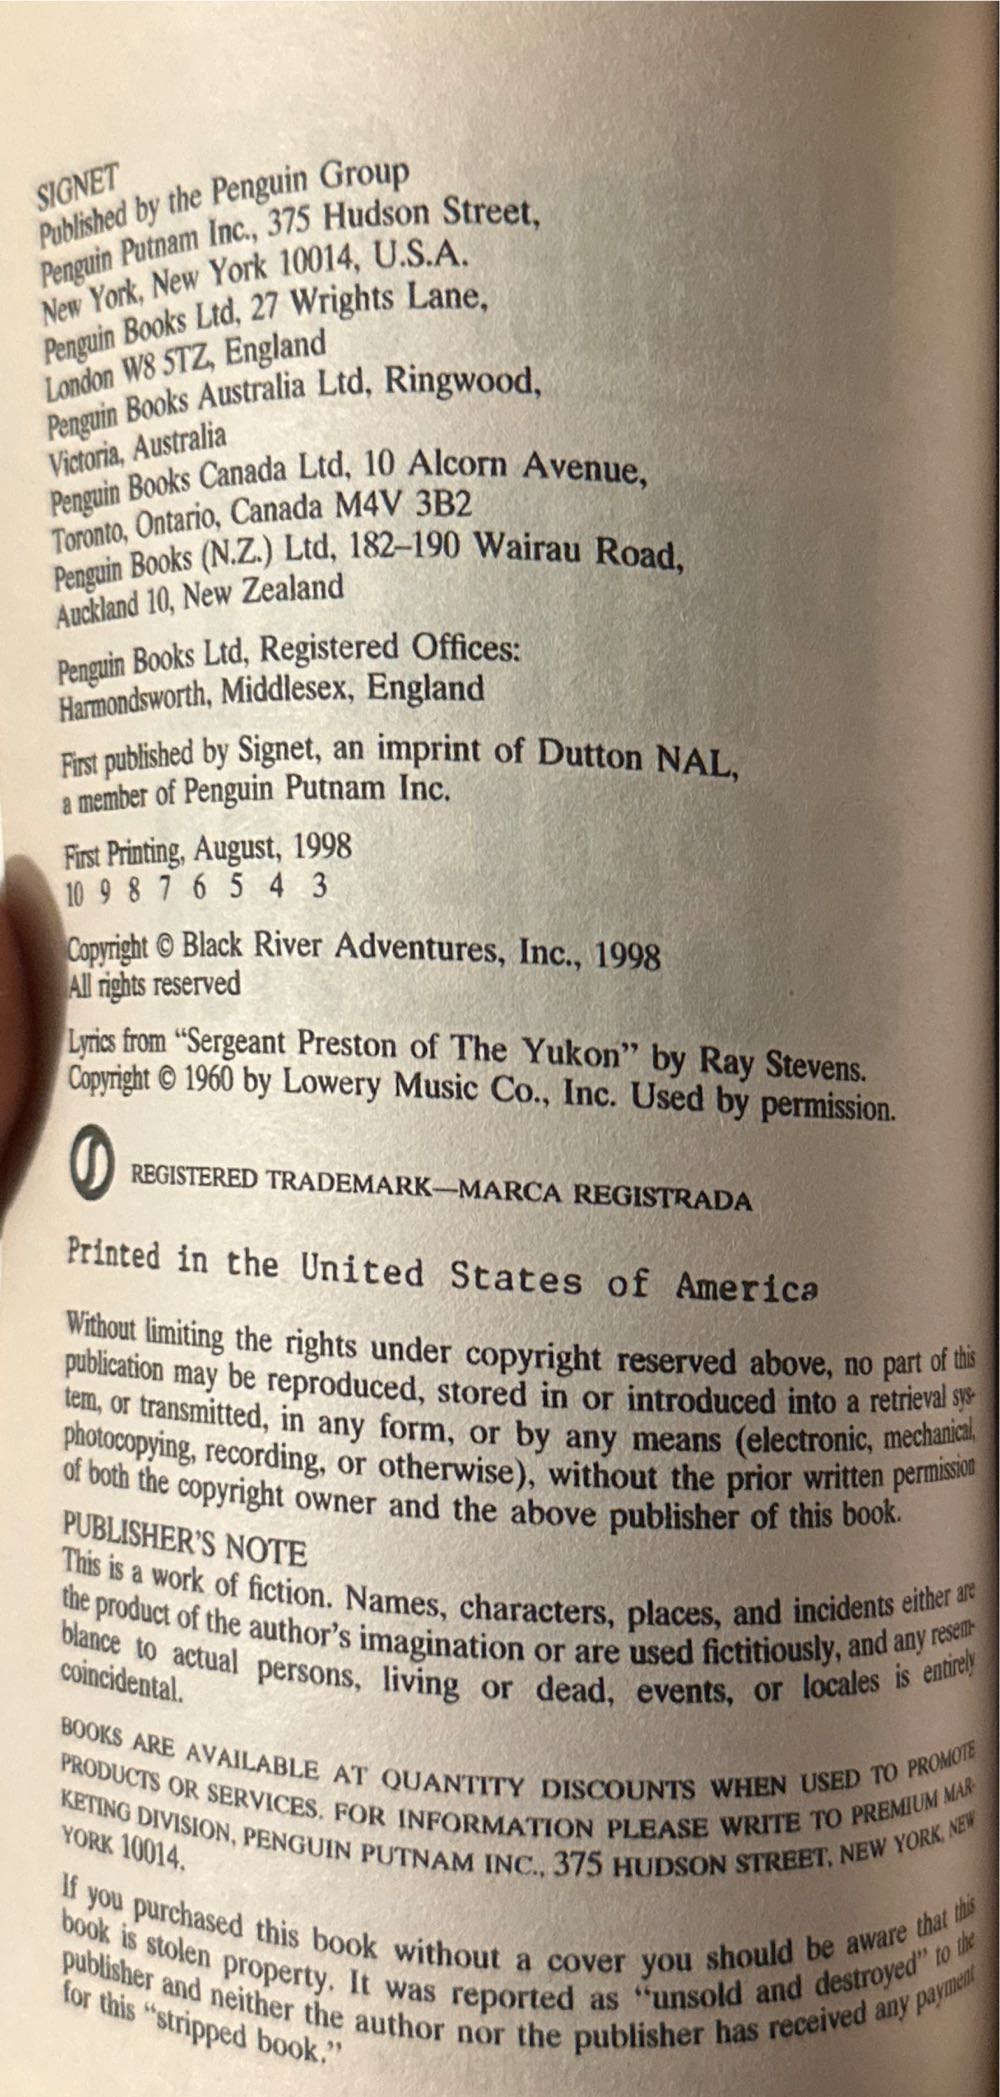 SIGNET
Published by the Penguin Group
Penguin Putnam Inc., 375 Hudson Street,
New York, New York 10014, U.S.A.
Penguin Books Ltd, 27 Wrights Lane,
London W8 5TZ, England
Penguin Books Australia Ltd, Ringwood,
Victoria, Australia
Penguin Books Canada Ltd, 10 Alcorn Avenue,
Toronto, Ontario, Canada M4V 3B2
Penguin Books (N.Z.) Ltd, 182–190 Wairau Road,
Auckland 10, New Zealand
Penguin Books Ltd, Registered Offices:
Harmondsworth, Middlesex, England
First published by Signet, an imprint of Dutton NAL,
a member of Penguin Putnam Inc.
First Printing, August, 1998
10 9 8 7 6 5 4 3
Copyright © Black River Adventures, Inc., 1998
All rights reserved
Lyrics from “Sergeant Preston of The Yukon” by Ray Stevens.
Copyright © 1960 by Lowery Music Co., Inc. Used by permission.
REGISTERED TRADEMARK—MARCA REGISTRADA
Printed in the United States of America
Without limiting the rights under copyright reserved above, no part of this
publication may be reproduced, stored in or introduced into a retrieval sys-
tem, or transmitted, in any form, or by any means (electronic, mechanical,
photocopying, recording, or otherwise), without the prior written permission
of both the copyright owner and the above publisher of this book.
PUBLISHER’S NOTE
This is a work of fiction. Names, characters, places, and incidents either are
the product of the author’s imagination or are used fictitiously, and any resem-
blance to actual persons, living or dead, events, or locales is entirely
coincidental.
BOOKS ARE AVAILABLE AT QUANTITY DISCOUNTS WHEN USED TO PROMOTE
PRODUCTS OR SERVICES. FOR INFORMATION PLEASE WRITE TO PREMIUM MAR-
KETING DIVISION, PENGUIN PUTNAM INC., 375 HUDSON STREET, NEW YORK, NEW
YORK 10014.
If you purchased this book without a cover you should be aware that this
book is stolen property. It was reported as “unsold and destroyed” to the
publisher and neither the author nor the publisher has received any payment
for this “stripped book.”